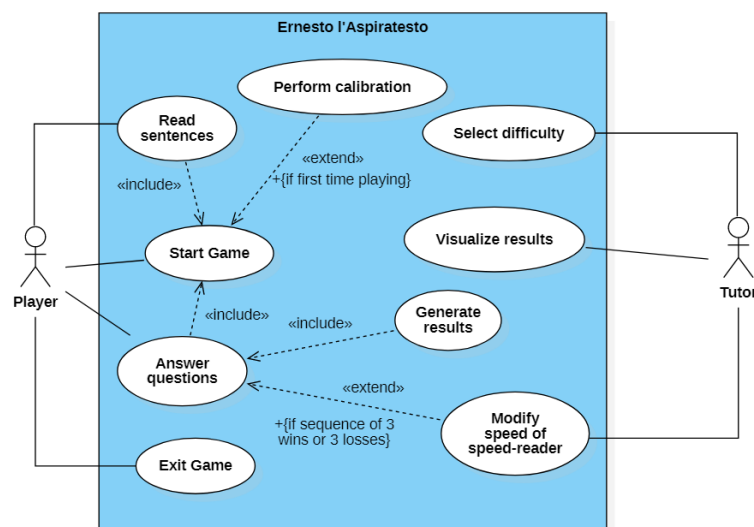 Ernesto l'Aspiratesto
Perform calibration
Read
sentences
Select difficulty
«extend»
+{if first time playing}
«include»
Start Game
Visualize results
Player
Tutor
Generate
results
«include»
«include»
Answer
questions
«extend»
+{if sequence of 3
wins or 3 losses}
Modify
speed of
speed-reader
Exit Game